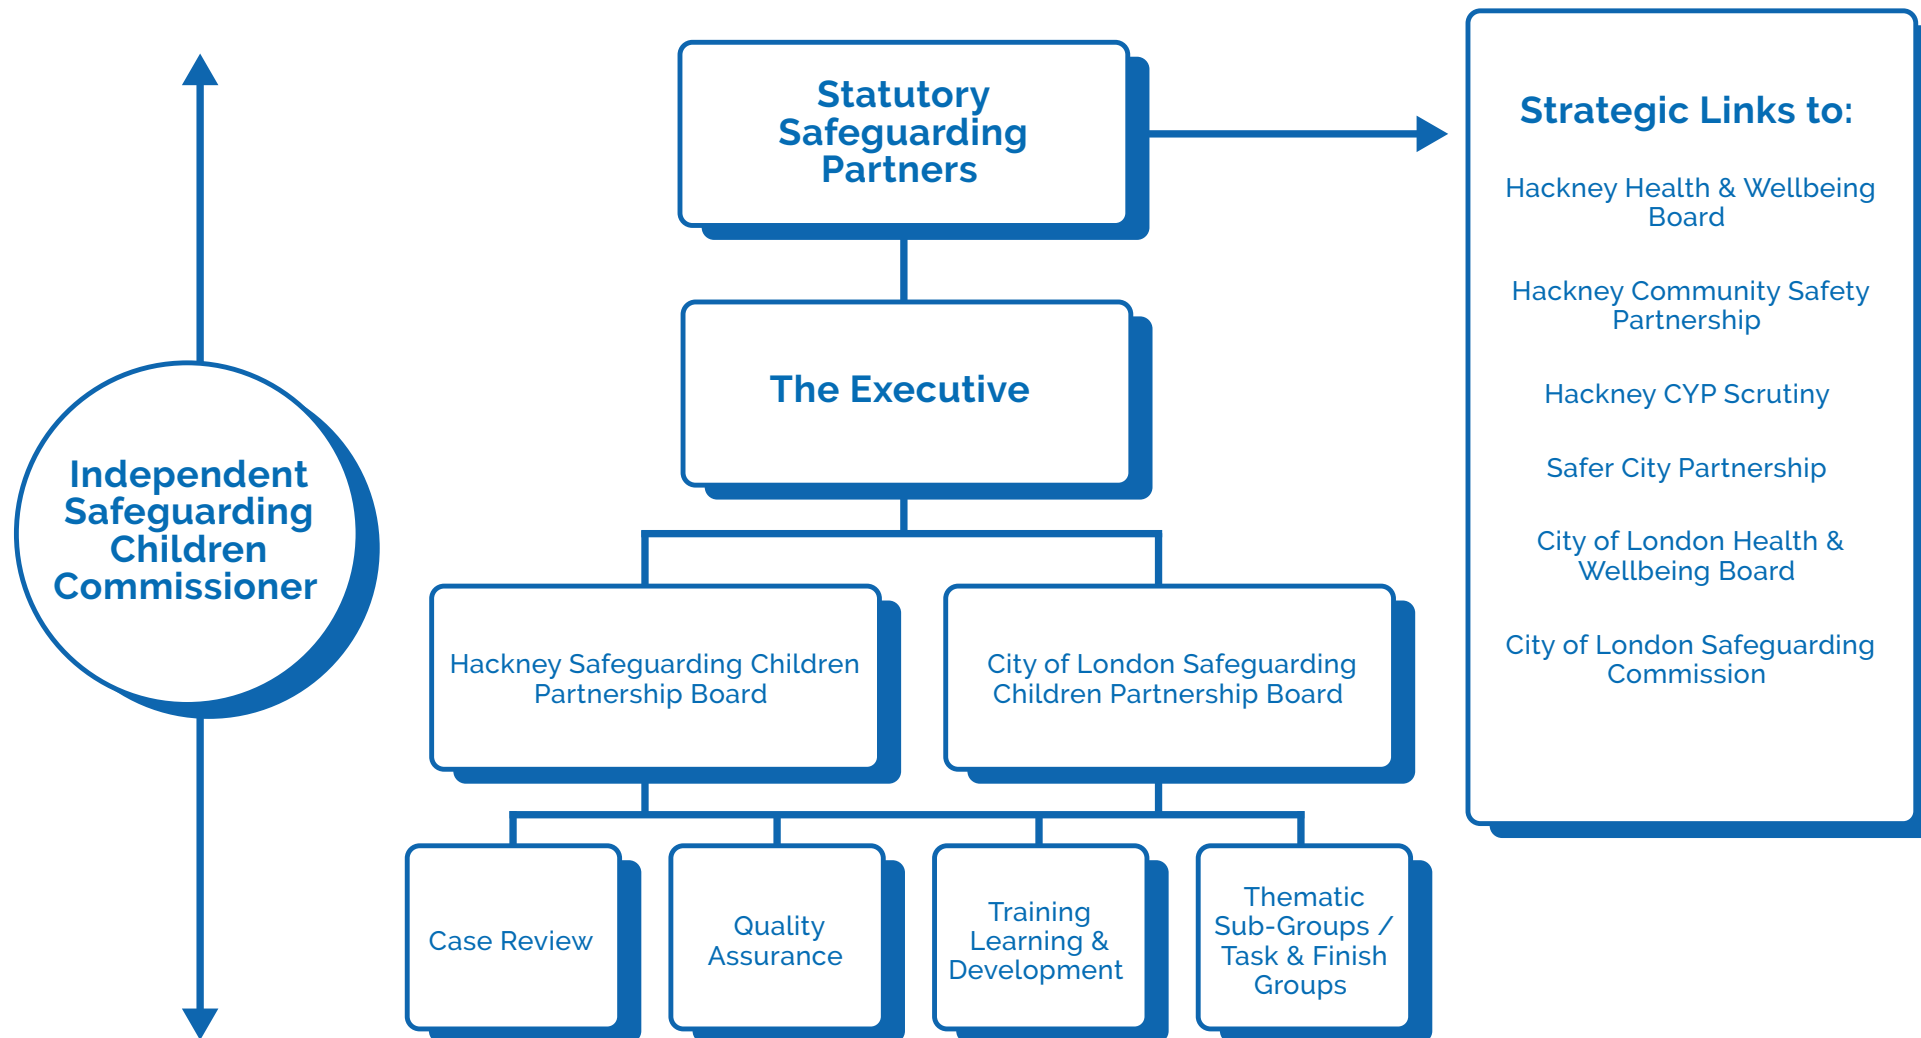 Statutory
Safeguarding
Partners
Strategic Links to:
Hackney Health & Wellbeing
Board
Hackney Community Safety
Partnership
Hackney CYP Scrutiny
Safer City Partnership
City of London Health &
Wellbeing Board
City of London Safeguarding
Commission
The Executive
Independent
Safeguarding
Children
Commissioner
Hackney Safeguarding Children
Partnership Board
City of London Safeguarding
Children Partnership Board
Case Review
Quality
Assurance
Training
Learning &
Development
Thematic
Sub-Groups /
Task & Finish
Groups